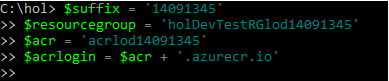 C:\hol> $suffix = '14091345'
>> $resourcegroup = 'holDevTestRGlod14091345'
>> $acr = 'acrlod14091345'
>> $acrlogin = $acr + '.azurecr.io'
>>